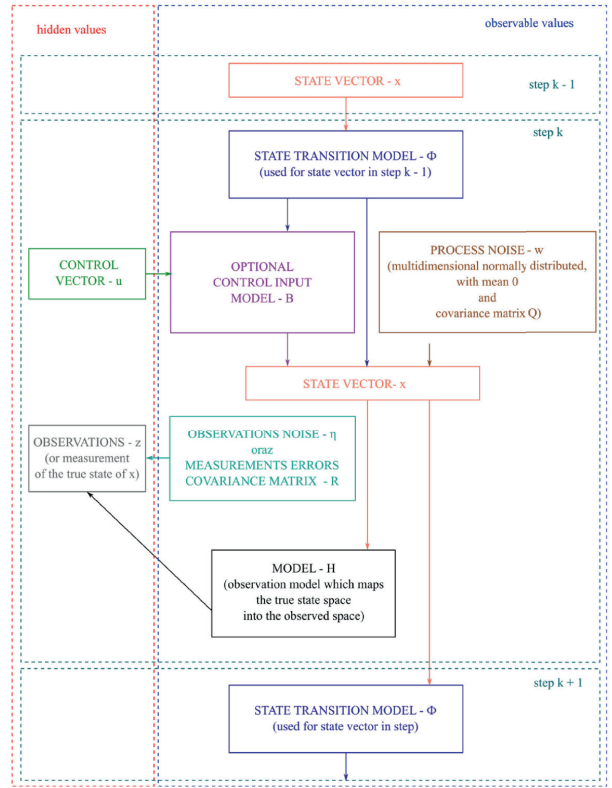 hidden values
observable values
STATE VECTOR - x
step k - 1
step k
STATE TRANSITION MODEL - Φ
(used for state vector in step k - 1)
CONTROL
VECTOR - u
OPTIONAL
CONTROL INPUT
MODEL - B
PROCESS NOISE - w
(multidimensional normally distributed,
with mean 0
and
covariance matrix Q)
STATE VECTOR- x
OBSERVATIONS - z
(or measurement
of the true state of x)
OBSERVATIONS NOISE - η
oraz
MEASUREMENTS ERRORS
COVARIANCE MATRIX - R
MODEL - H
(observation model which maps
the true state space
into the observed space)
step k + 1
STATE TRANSITION MODEL - Φ
(used for state vector in step)